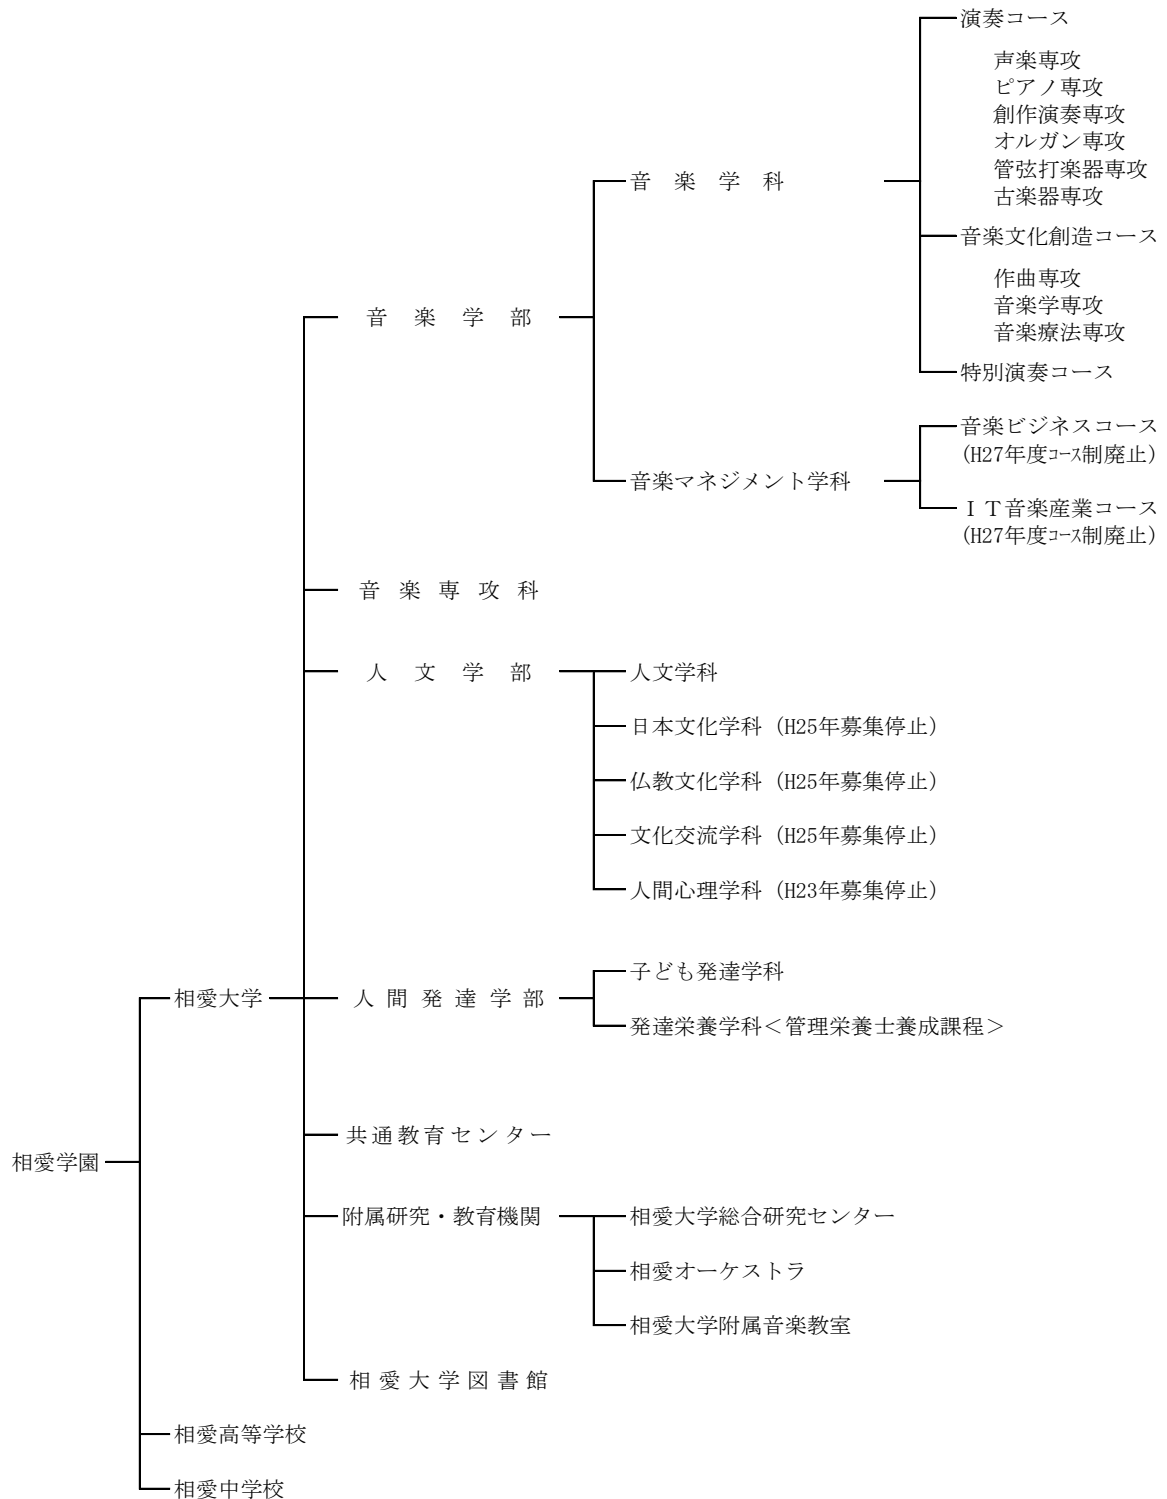 演奏コース
声楽専攻
ピアノ専攻
創作演奏専攻
オルガン専攻
管弦打楽器専攻
音楽学科
古楽器専攻
音楽文化創造コース
作曲専攻
音楽学専攻
音楽学部
音楽療法専攻
特別演奏コース
音楽ビジネスコース
(H27年度コース制廃止)
音楽マネジメント学科
ＩＴ音楽産業コース
(H27年度コース制廃止)
音楽専攻科
人文学部
人文学科
日本文化学科（H25年募集停止）
仏教文化学科（H25年募集停止）
文化交流学科（H25年募集停止）
人間心理学科（H23年募集停止）
子ども発達学科
相愛大学
人間発達学部
発達栄養学科＜管理栄養士養成課程＞
共通教育センター
相愛学園
附属研究・教育機関
相愛大学総合研究センター
相愛オーケストラ
相愛大学附属音楽教室
相愛大学図書館
相愛高等学校
相愛中学校